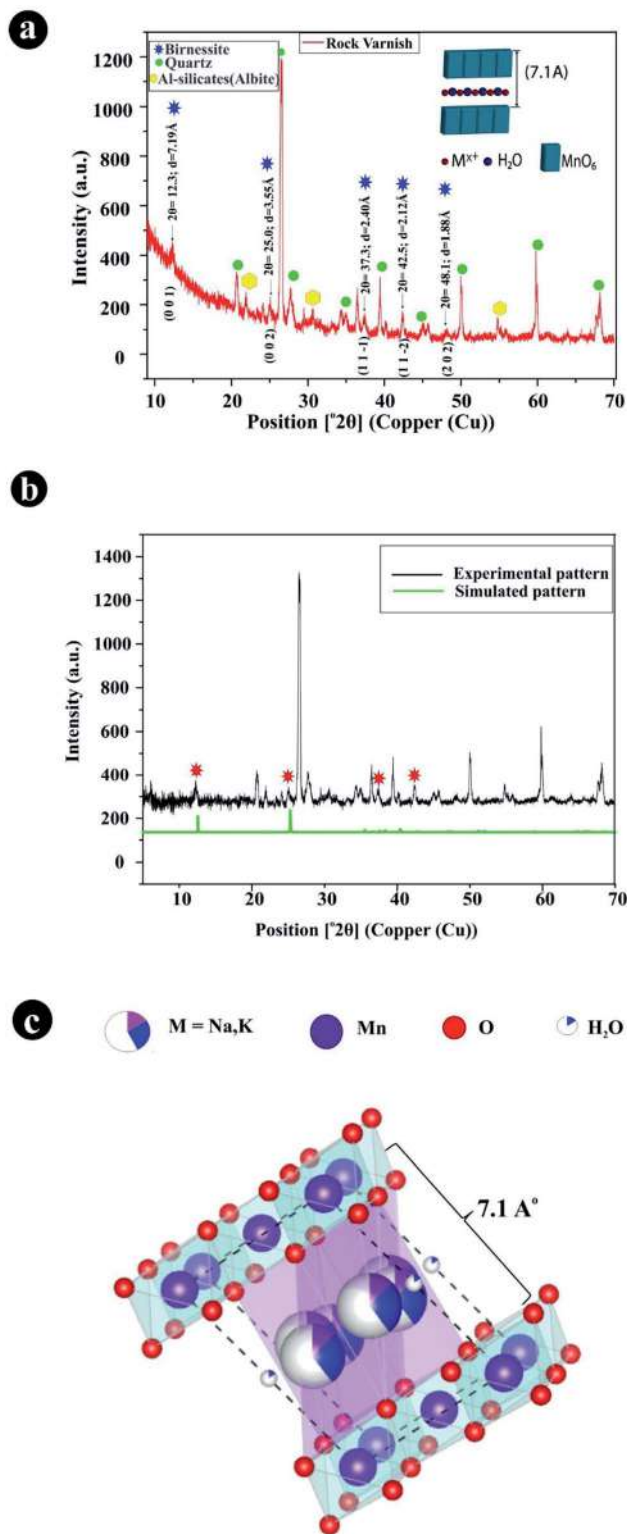 a
Birnessite
Quartz
Al-silicates(Albite)
Rock Varnish
(7.1A)
Mˣ⁺ H₂O MnO₆
2θ= 12.3; d=7.19Å
2θ= 25.0; d=3.55Å
2θ= 37.3; d=2.40Å
2θ= 42.5; d=2.12Å
2θ= 48.1; d=1.88Å
(0 0 1)
(0 0 2)
(1 1 -1)
(1 1 -2)
(2 0 2)
Intensity (a.u.)
1200
1000
800
600
400
200
0
10 20 30 40 50 60 70
Position [°2θ] (Copper (Cu))
b
Experimental pattern
Simulated pattern
Intensity (a.u.)
1400
1200
1000
800
600
400
200
0
10 20 30 40 50 60 70
Position [°2θ] (Copper (Cu))
c
M = Na,K Mn O H₂O
7.1 A°